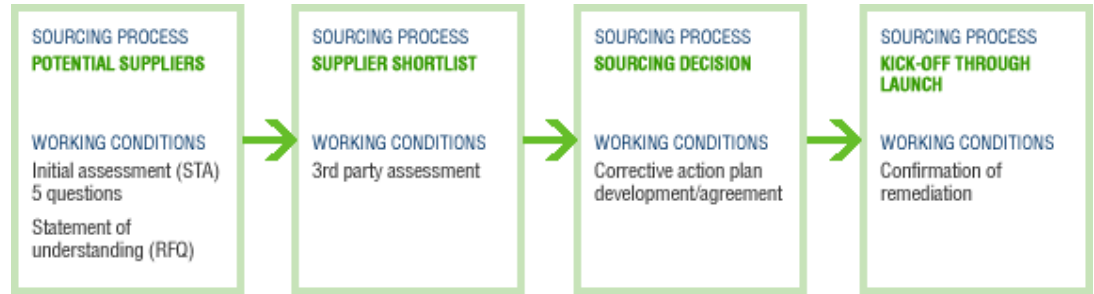 SOURCING PROCESS
POTENTIAL SUPPLIERS
WORKING CONDITIONS
Initial assessment (STA)
5 questions
Statement of
understanding (RFQ)
SOURCING PROCESS
SUPPLIER SHORTLIST
WORKING CONDITIONS
3rd party assessment
SOURCING PROCESS
SOURCING DECISION
WORKING CONDITIONS
Corrective action plan
development/agreement
SOURCING PROCESS
KICK-OFF THROUGH
LAUNCH
WORKING CONDITIONS
Confirmation of
remediation